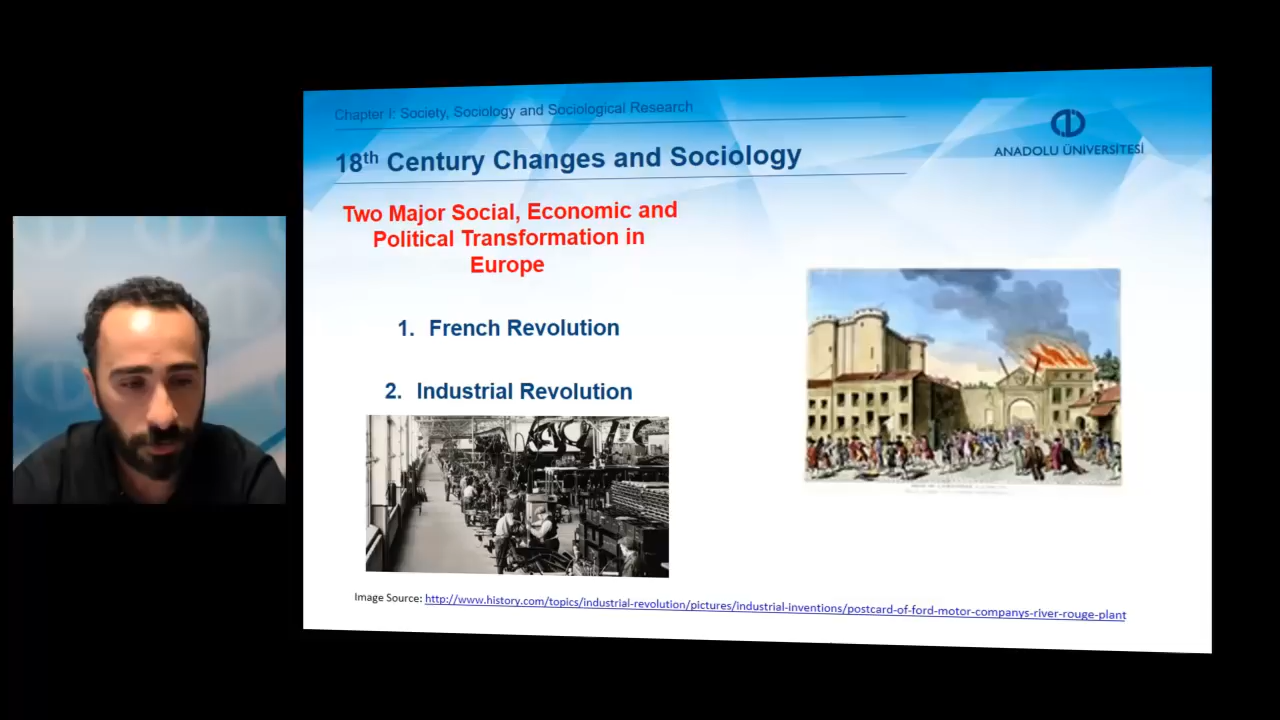 Chapter I: Society, Sociology and Sociological Research
18th Century Changes and Sociology
ANADOLU ÜNİVERSİTESİ
Two Major Social, Economic and
Political Transformation in
Europe
1. French Revolution
2. Industrial Revolution
Image Source: http://www.history.com/topics/industrial-revolution/pictures/industrial-inventions/postcard-of-ford-motor-companys-river-rouge-plant